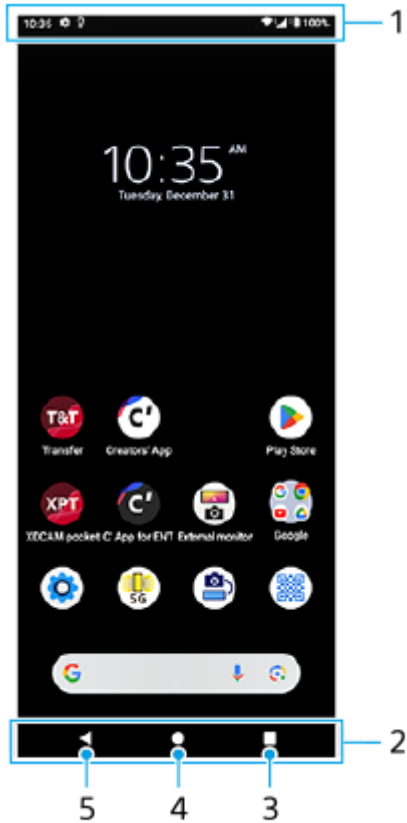 10:35 100%
1
10:35 AM
Tuesday, December 31
T&T C'
Transfer Creators' App Play Store
XPT C'
XDCAM pocket C' App for ENT External monitor Google
5G
G
2
5 4 3